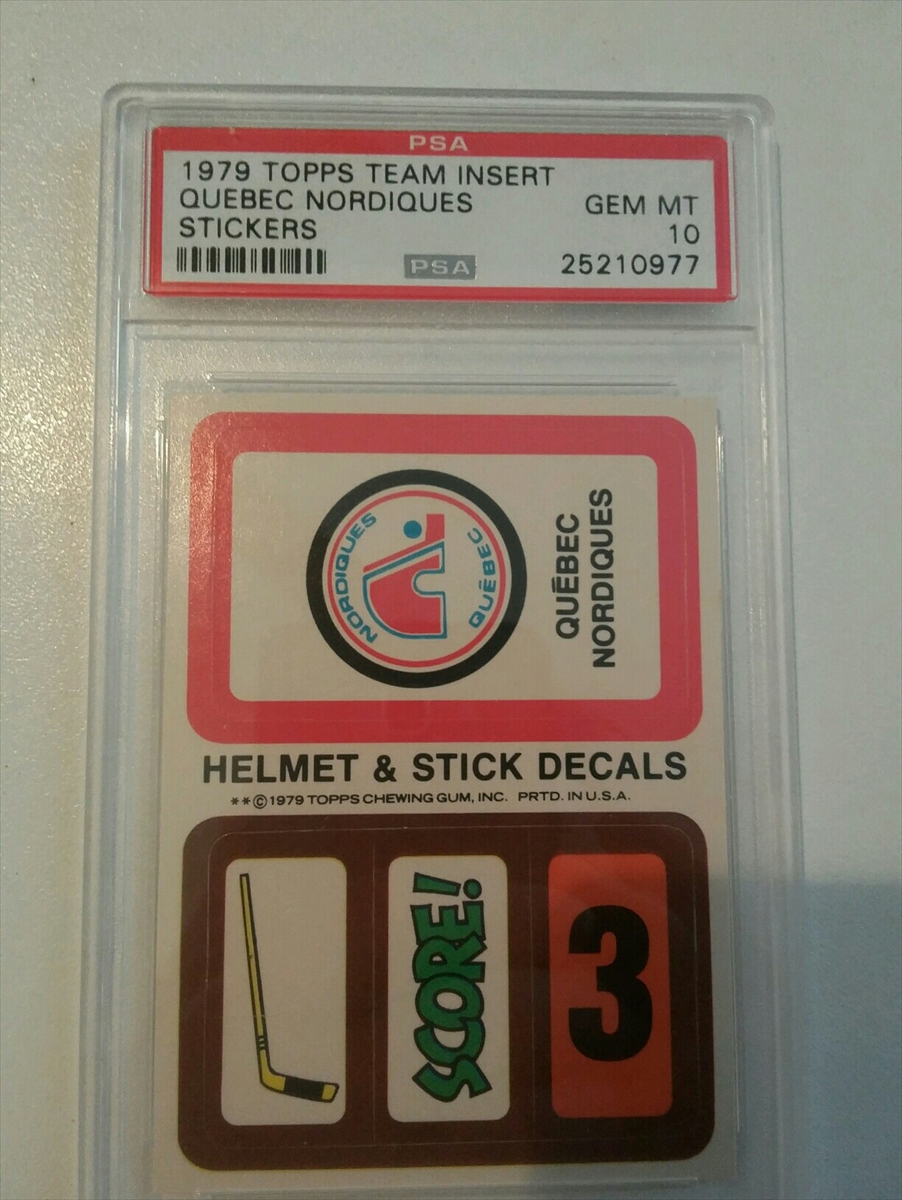 PSA
1979 TOPPS TEAM INSERT
QUEBEC NORDIQUES
GEM MT
STICKERS
10
PSA
25210977
NORDIQUES
QUÉBEC
QUÉBEC
NORDIQUES
HELMET & STICK DECALS
**©1979 TOPPS CHEWING GUM, INC. PRTD. IN U.S.A.
SCORE!
3